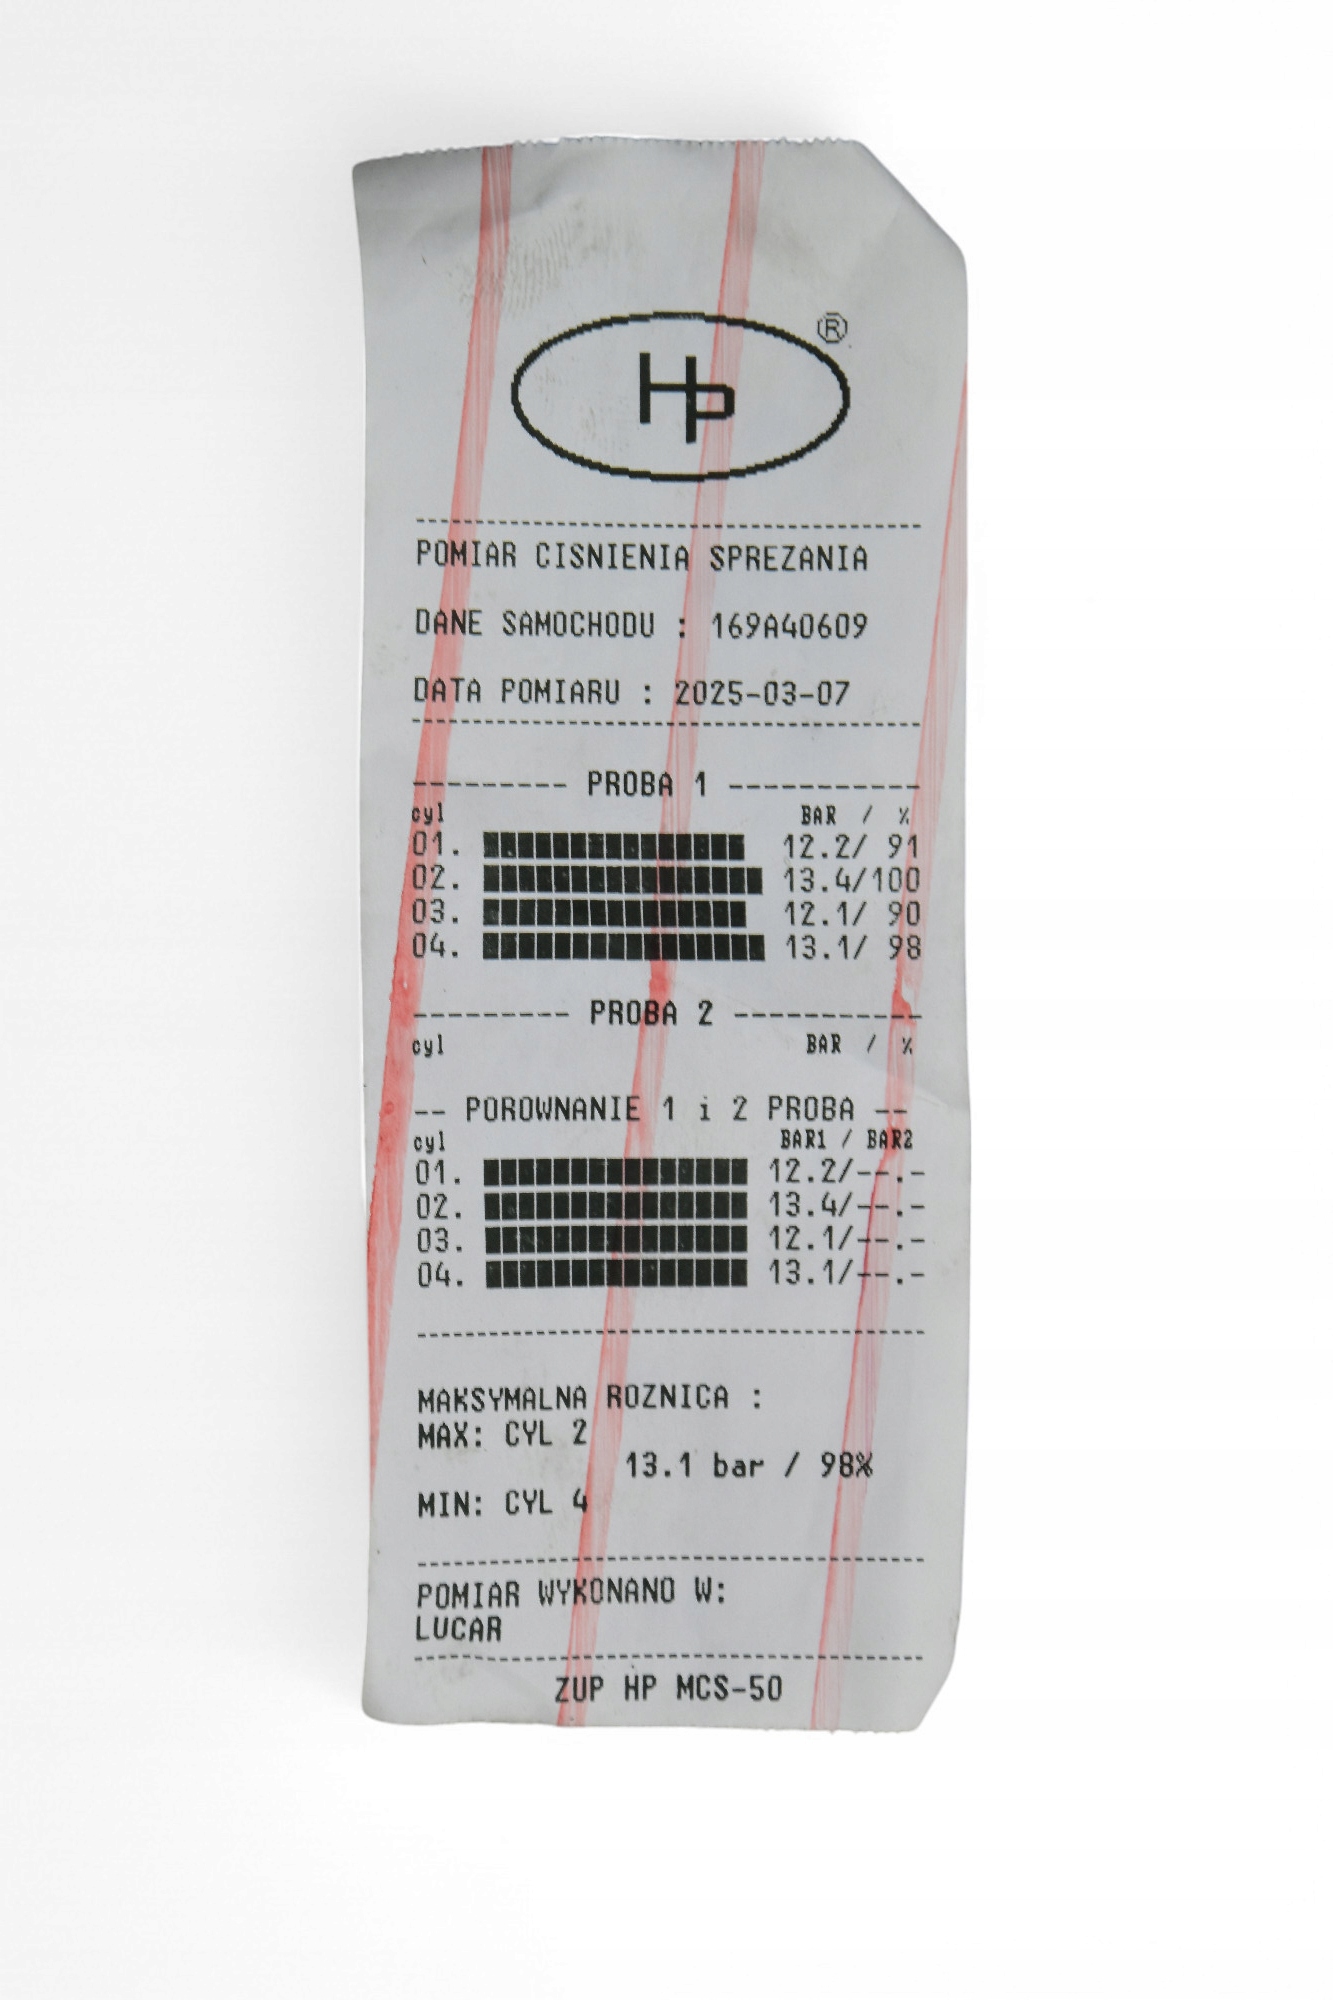 HP ®
POMIAR CISNIENIA SPREZANIA
DANE SAMOCHODU : 169A40609
DATA POMIARU : 2025-03-07
--------- PROBA 1 -----------
cyl BAR / %
01. 12.2/ 91
02. 13.4/100
03. 12.1/ 90
04. 13.1/ 98
--------- PROBA 2 -----------
cyl BAR / %
-- POROWNANIE 1 i 2 PROBA --
cyl BAR1 / BAR2
01. 12.2/--.-
02. 13.4/--.-
03. 12.1/--.-
04. 13.1/--.-
MAKSYMALNA ROZNICA :
MAX: CYL 2
13.1 bar / 98%
MIN: CYL 4
POMIAR WYKONANO W:
LUCAR
ZUP HP MCS-50